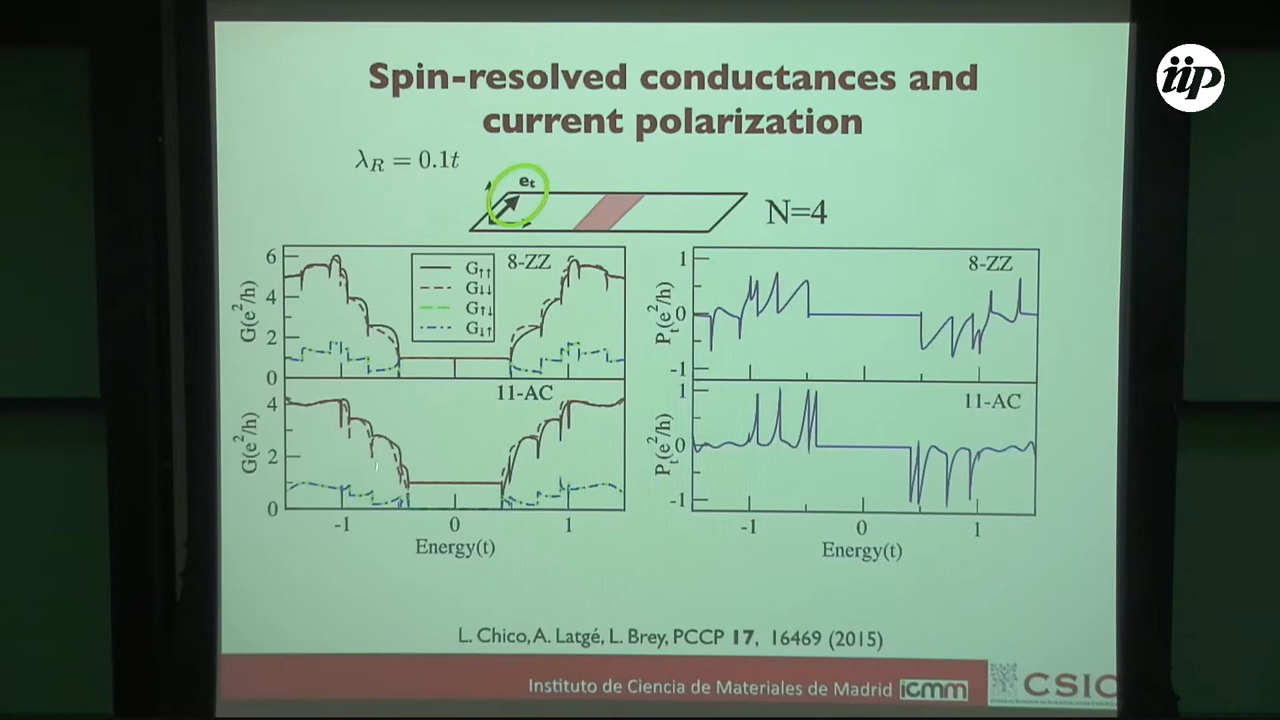 iip
Spin-resolved conductances and
current polarization
λ_R = 0.1t
e_t
N=4
8-ZZ
G↑↑
G↓↓
G↑↓
G↓↑
G(e²/h)
6
4
2
0
11-AC
G(e²/h)
4
2
0
-1 0 1
Energy(t)
8-ZZ
P_t(e²/h)
1
0
-1
11-AC
P_t(e²/h)
1
0
-1
-1 0 1
Energy(t)
L. Chico, A. Latgé, L. Brey, PCCP 17, 16469 (2015)
Instituto de Ciencia de Materiales de Madrid icmm
CSIC